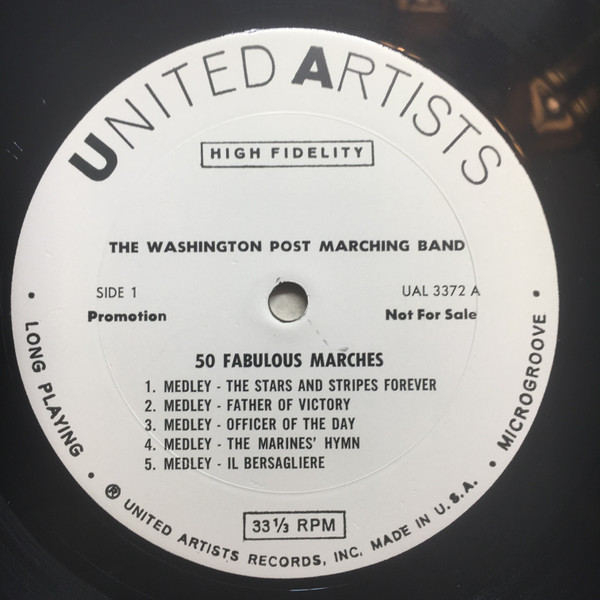 UNITED ARTISTS
HIGH FIDELITY
THE WASHINGTON POST MARCHING BAND
SIDE 1
UAL 3372 A
Promotion
Not For Sale
50 FABULOUS MARCHES
1. MEDLEY - THE STARS AND STRIPES FOREVER
2. MEDLEY - FATHER OF VICTORY
3. MEDLEY - OFFICER OF THE DAY
4. MEDLEY - THE MARINES' HYMN
5. MEDLEY - IL BERSAGLIERE
33 1/3 RPM
• LONG PLAYING • ® UNITED ARTISTS RECORDS, INC. MADE IN U.S.A. • MICROGROOVE •